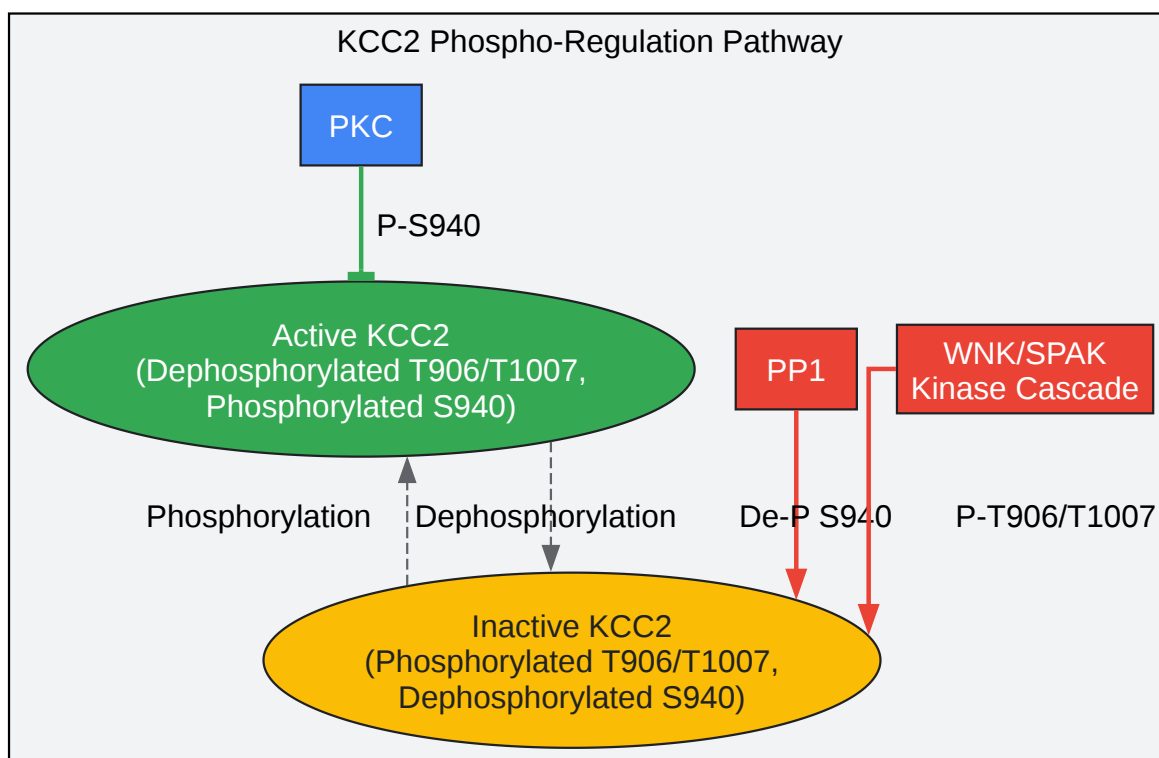 KCC2 Phospho-Regulation Pathway
PKC
P-S940
Active KCC2
(Dephosphorylated T906/T1007,
Phosphorylated S940)
PP1
WNK/SPAK
Kinase Cascade
Phosphorylation
Dephosphorylation
De-P S940
P-T906/T1007
Inactive KCC2
(Phosphorylated T906/T1007,
Dephosphorylated S940)